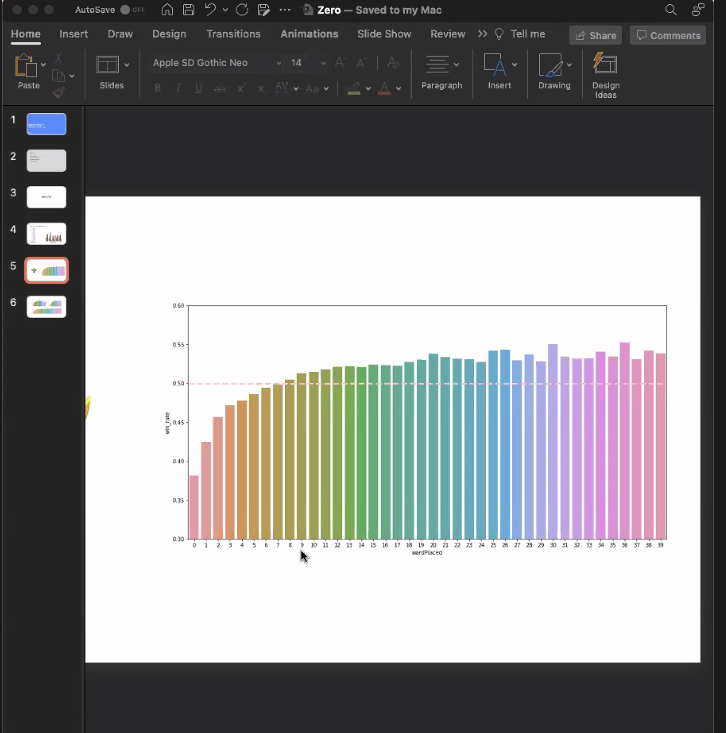 AutoSave OFF ... Zero — Saved to my Mac
Home Insert Draw Design Transitions Animations Slide Show Review >> Tell me Share Comments
Apple SD Gothic Neo 14 A A A
Paste Slides B I U ab x x AV Aa A Paragraph Insert Drawing Design
Ideas
1
2
3
4
5
6
0.60
0.55
0.50
0.45
win_rate
0.40
0.35
0.30
0 1 2 3 4 5 6 7 8 9 10 11 12 13 14 15 16 17 18 19 20 21 22 23 24 25 26 27 28 29 30 31 32 33 34 35 36 37 38 39
wardPlaced